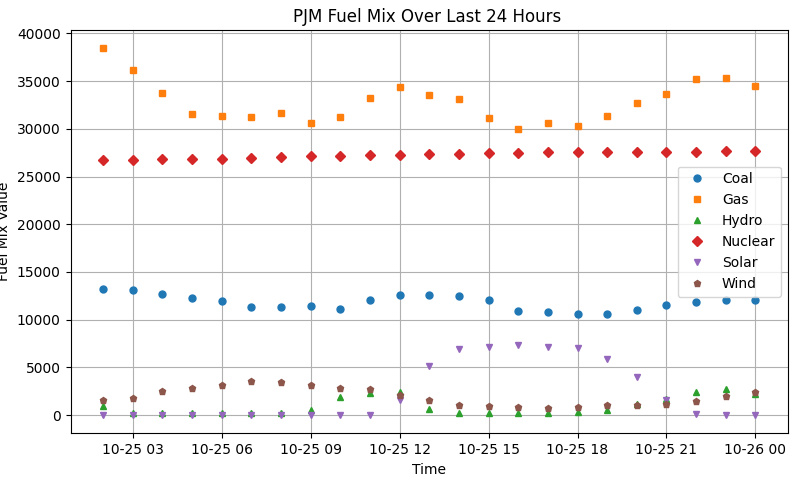 PJM Fuel Mix Over Last 24 Hours
40000
35000
30000
25000
20000
15000
10000
5000
0
Fuel Mix Value
Coal
Gas
Hydro
Nuclear
Solar
Wind
10-25 03 10-25 06 10-25 09 10-25 12 10-25 15 10-25 18 10-25 21 10-26 00
Time